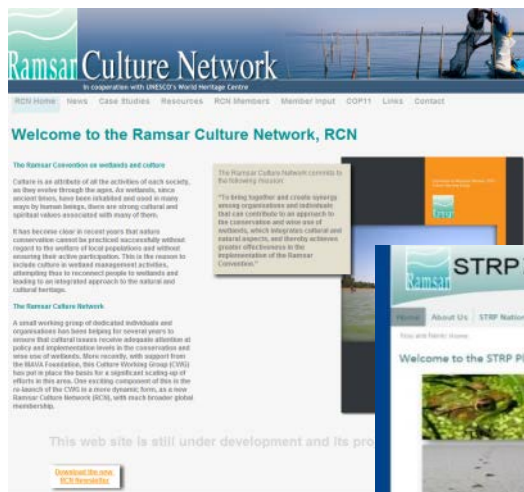 Ramsar Culture Network
In cooperation with UNESCO's World Heritage Centre
RCN Home News Case Studies Resources RCN Members Member Input COP11 Links Contact
Welcome to the Ramsar Culture Network, RCN
The Ramsar Convention on wetlands and culture
Culture is an attribute of all the activities of each society,
as they evolve through the ages. As wetlands, since
ancient times, have been inhabited and used in many
ways by human beings, there are strong cultural and
spiritual values associated with many of them.
It has become clear in recent years that nature
conservation cannot be practiced successfully without
regard to the welfare of local populations and without
ensuring their active participation. This is the reason to
include culture in wetland management activities,
attempting thus to reconnect people to wetlands and
leading to an integrated approach to the natural and
cultural heritage.
The Ramsar Culture Network
A small working group of dedicated individuals and
organisations has been helping for several years to
ensure that cultural issues receive adequate attention at
policy and implementation levels in the conservation and
wise use of wetlands. More recently, with support from
the MAVA Foundation, this Culture Working Group (CWG)
has put in place the basis for a significant scaling-up of
efforts in this area. One exciting component of this is the
re-launch of the CWG in a more dynamic form, as a new
Ramsar Culture Network (RCN), with much broader global
membership.
The Ramsar Culture Network commits to
the following mission:
"To bring together and create synergy
among organisations and individuals
that can contribute to an approach to
the conservation and wise use of
wetlands, which integrates cultural and
natural aspects, and thereby achieves
greater effectiveness in the
implementation of the Ramsar
Convention."
This web site is still under development and its pro
Download the new
RCN Newsletter
Ramsar STRP
Home About Us STRP Nation
You are here: Home
Welcome to the STRP Pl